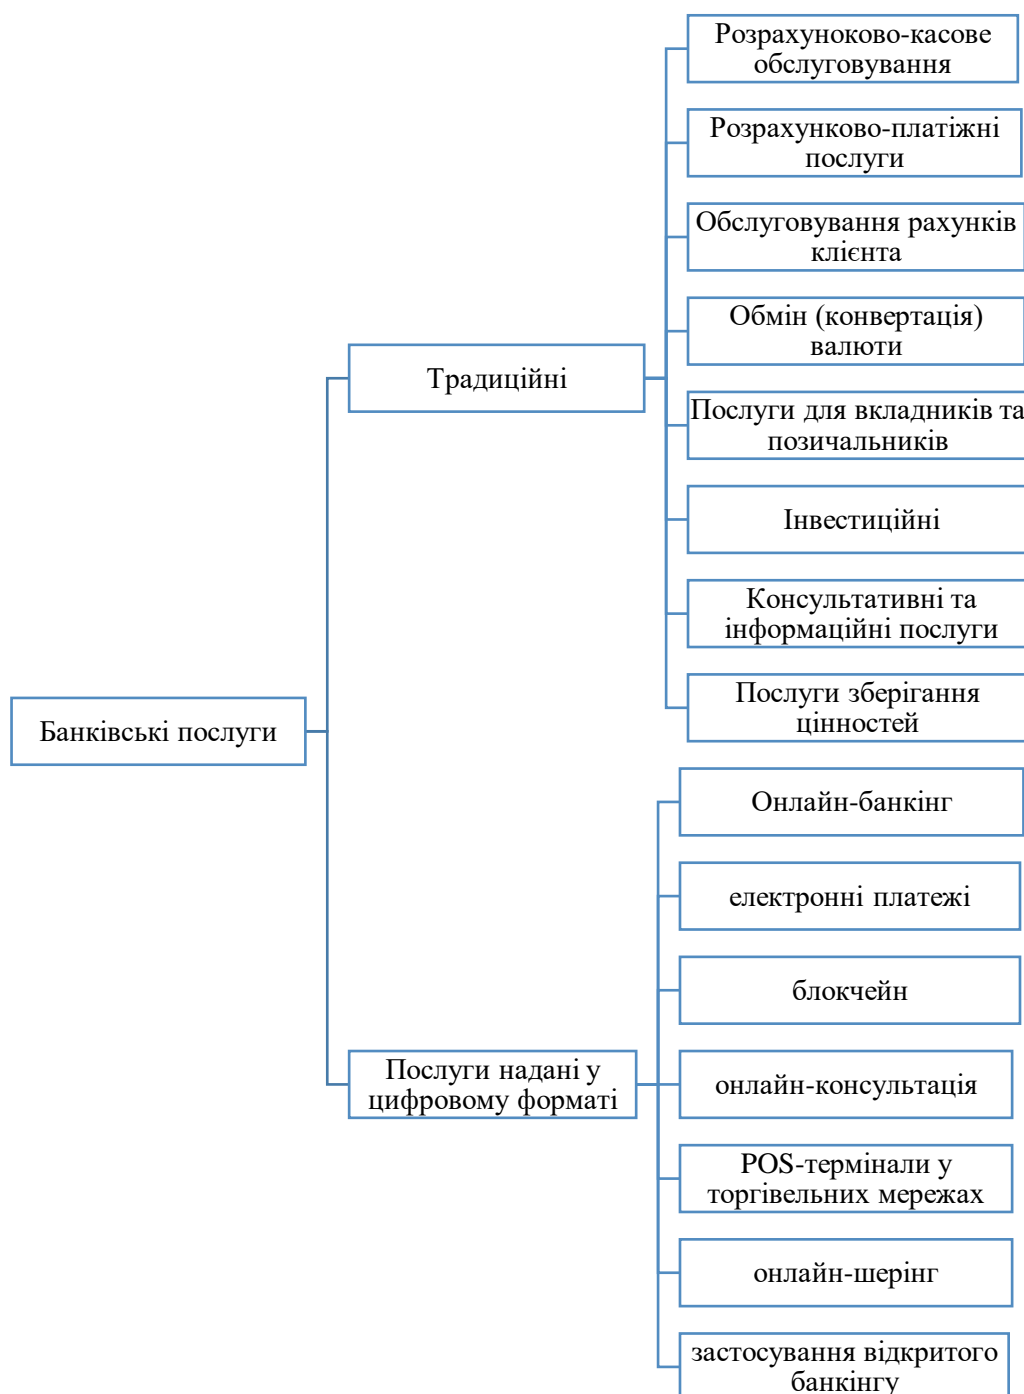 Розрахуноково-касове
обслуговування
Розрахунково-платіжні
послуги
Обслуговування рахунків
клієнта
Обмін (конвертація)
валюти
Традиційні
Послуги для вкладників та
позичальників
Інвестиційні
Консультативні та
інформаційні послуги
Послуги зберігання
цінностей
Банківські послуги
Онлайн-банкінг
електронні платежі
блокчейн
Послуги надані у
цифровому форматі
онлайн-консультація
POS-термінали у
торгівельних мережах
онлайн-шерінг
застосування відкритого
банкінгу